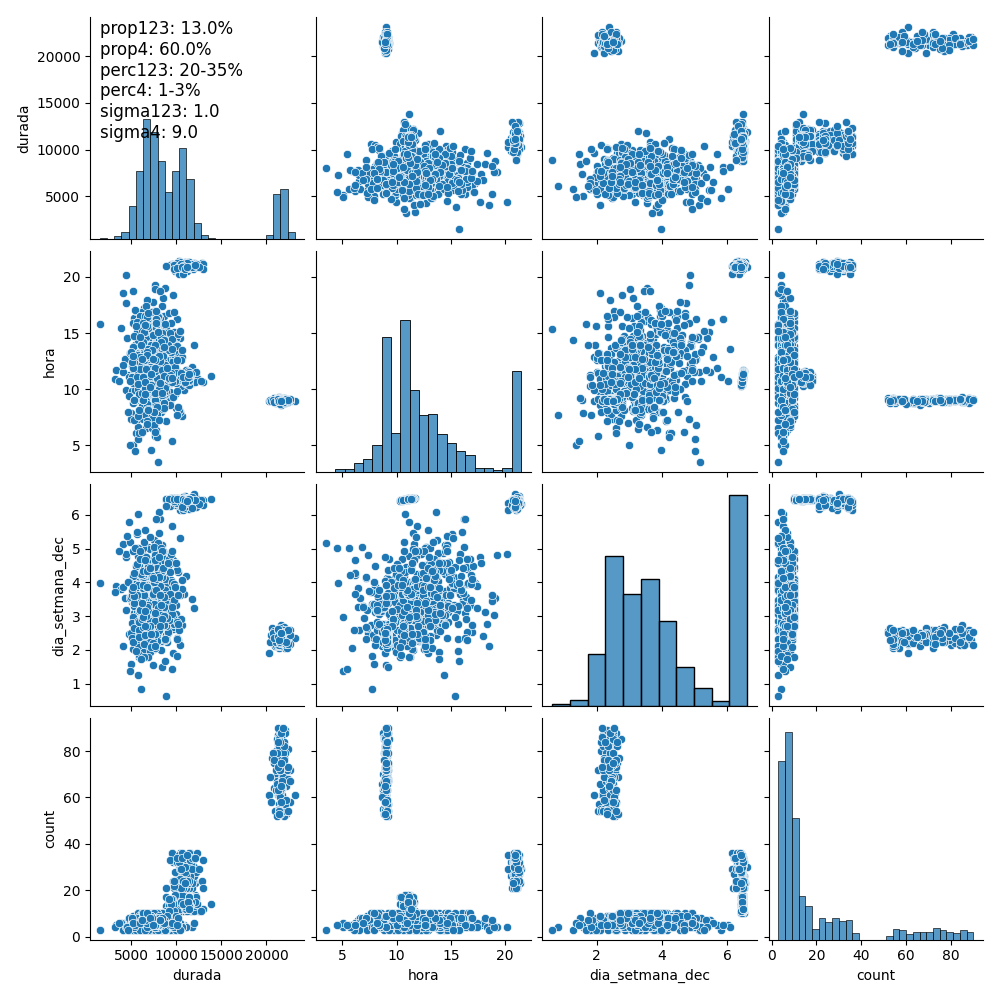 prop123: 13.0%
prop4: 60.0%
perc123: 20-35%
perc4: 1-3%
sigma123: 1.0
sigma4: 9.0
durada
20000
15000
10000
5000
hora
20
15
10
5
dia_setmana_dec
6
5
4
3
2
1
count
80
60
40
20
0
5000 10000 15000 20000
durada
5 10 15 20
hora
2 4 6
dia_setmana_dec
0 20 40 60 80
count